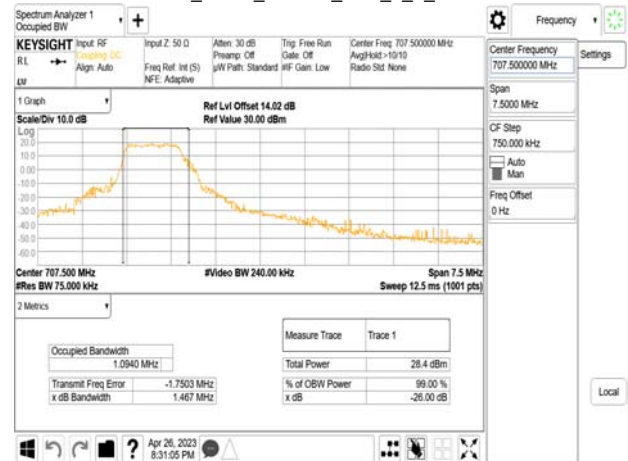 Spectrum Analyzer 1
Occupied BW
Frequency
KEYSIGHT
Input: RF
Coupling: DC
Align: Auto
RL
Input Z: 50 Ω
Freq Ref: Int (S)
NFE: Adaptive
Atten: 30 dB
Preamp: Off
µW Path: Standard
Trig: Free Run
Gate: Off
#IF Gain: Low
Center Freq: 707.500000 MHz
Avg|Hold:>10/10
Radio Std: None
Center Frequency
707.500000 MHz
Settings
Span
7.5000 MHz
CF Step
750.000 kHz
Auto
Man
Freq Offset
0 Hz
1 Graph
Scale/Div 10.0 dB
Ref Lvl Offset 14.02 dB
Ref Value 30.00 dBm
Log
20.0
10.0
0.00
-10.0
-20.0
-30.0
-40.0
-50.0
-60.0
Center 707.500 MHz
#Res BW 75.000 kHz
#Video BW 240.00 kHz
Span 7.5 MHz
Sweep 12.5 ms (1001 pts)
2 Metrics
Measure Trace
Trace 1
Occupied Bandwidth
1.0940 MHz
Total Power
28.4 dBm
Transmit Freq Error
-1.7503 MHz
% of OBW Power
99.00 %
x dB Bandwidth
1.467 MHz
x dB
-26.00 dB
Local
?
Apr 26, 2023
8:31:05 PM